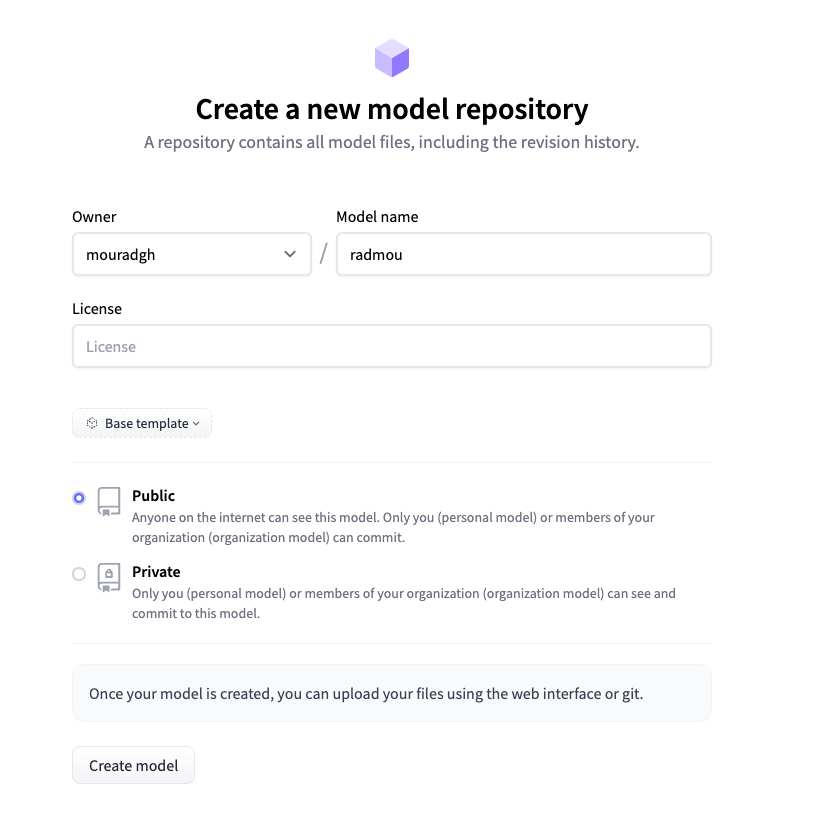 Create a new model repository
A repository contains all model files, including the revision history.
Owner
Model name
mouradgh
/
radmou
License
License
Base template
Public
Anyone on the internet can see this model. Only you (personal model) or members of your
organization (organization model) can commit.
Private
Only you (personal model) or members of your organization (organization model) can see and
commit to this model.
Once your model is created, you can upload your files using the web interface or git.
Create model